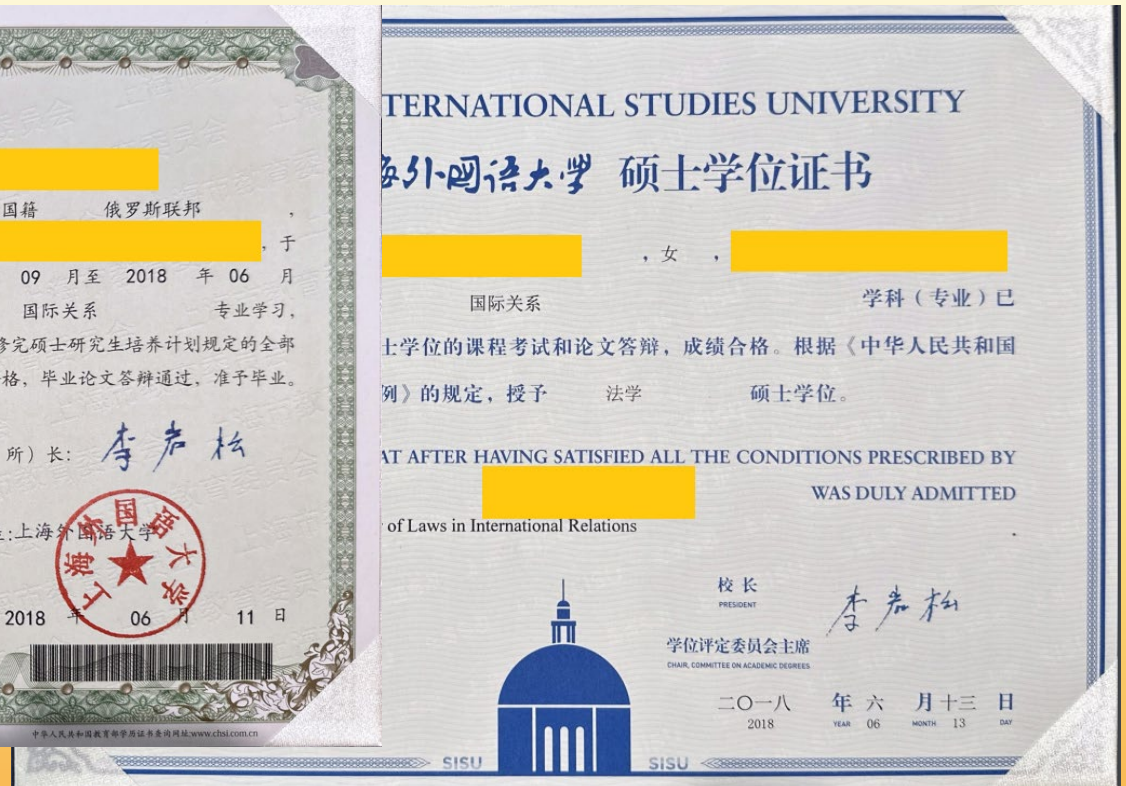 国籍 俄罗斯联邦 ,
, 于
09 月至 2018 年 06 月
国际关系 专业学习,
修完硕士研究生培养计划规定的全部
格, 毕业论文答辩通过, 准予毕业。
所）长: 李岩松
:上海外国语大学
上海外国语大学
2018 年 06 月 11 日
中华人民共和国教育部学历证书查询网址:www.chsi.com.cn
TERNATIONAL STUDIES UNIVERSITY
海外国语大学 硕士学位证书
, 女 ,
国际关系 学科（专业）已
士学位的课程考试和论文答辩, 成绩合格。根据《中华人民共和国
例》的规定, 授予 法学 硕士学位。
AT AFTER HAVING SATISFIED ALL THE CONDITIONS PRESCRIBED BY
WAS DULY ADMITTED
of Laws in International Relations
校长
PRESIDENT
李岩松
学位评定委员会主席
CHAIR, COMMITTEE ON ACADEMIC DEGREES
二〇一八 年 六 月 十三 日
2018 YEAR 06 MONTH 13 DAY
SISU SISU